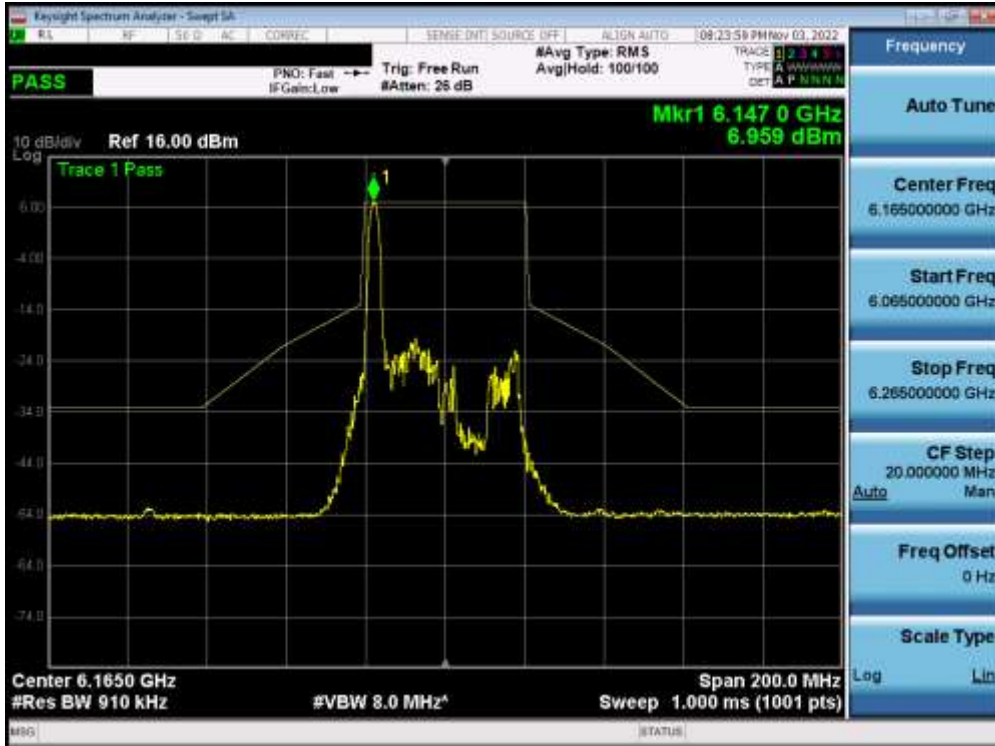 Keysight Spectrum Analyzer - Swept SA
RL RF 50 Ω AC CORREC SENSE:INT SOURCE OFF ALIGN AUTO 08:23:59 PM Nov 03, 2022
PASS
PNO: Fast
IFGain:Low
Trig: Free Run
#Atten: 26 dB
#Avg Type: RMS
Avg|Hold: 100/100
TRACE 1 2 3 4 5
TYPE A
DET A P N N N N
Mkr1 6.147 0 GHz
6.959 dBm
10 dB/div Ref 16.00 dBm
Log
Trace 1 Pass
1
6.00
-4.00
-14.0
-24.0
-34.0
-44.0
-54.0
-64.0
-74.0
Center 6.1650 GHz Span 200.0 MHz
#Res BW 910 kHz #VBW 8.0 MHz* Sweep 1.000 ms (1001 pts)
MSG STATUS
Frequency
Auto Tune
Center Freq
6.165000000 GHz
Start Freq
6.065000000 GHz
Stop Freq
6.265000000 GHz
CF Step
20.000000 MHz
Auto Man
Freq Offset
0 Hz
Scale Type
Log Lin